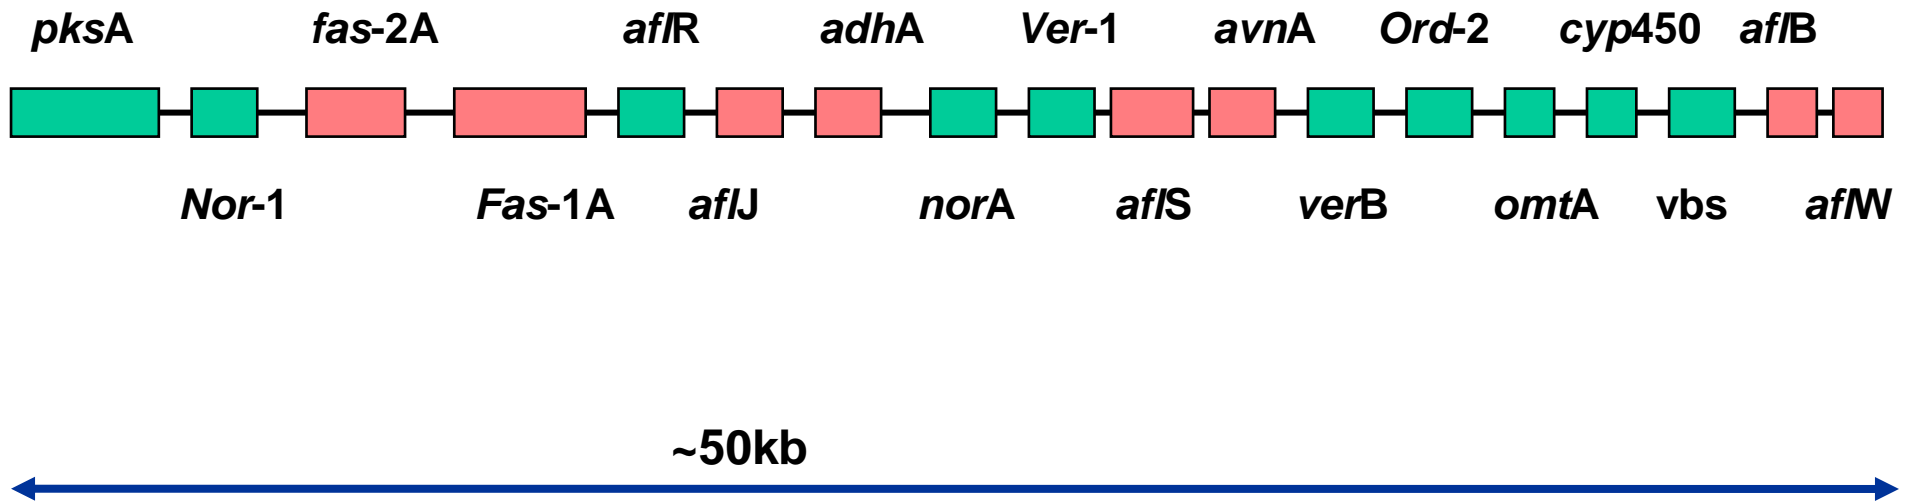 pksA fas-2A aflR adhA Ver-1 avnA Ord-2 cyp450 aflB
Nor-1 Fas-1A aflJ norA aflS verB omtA vbs aflW
~50kb